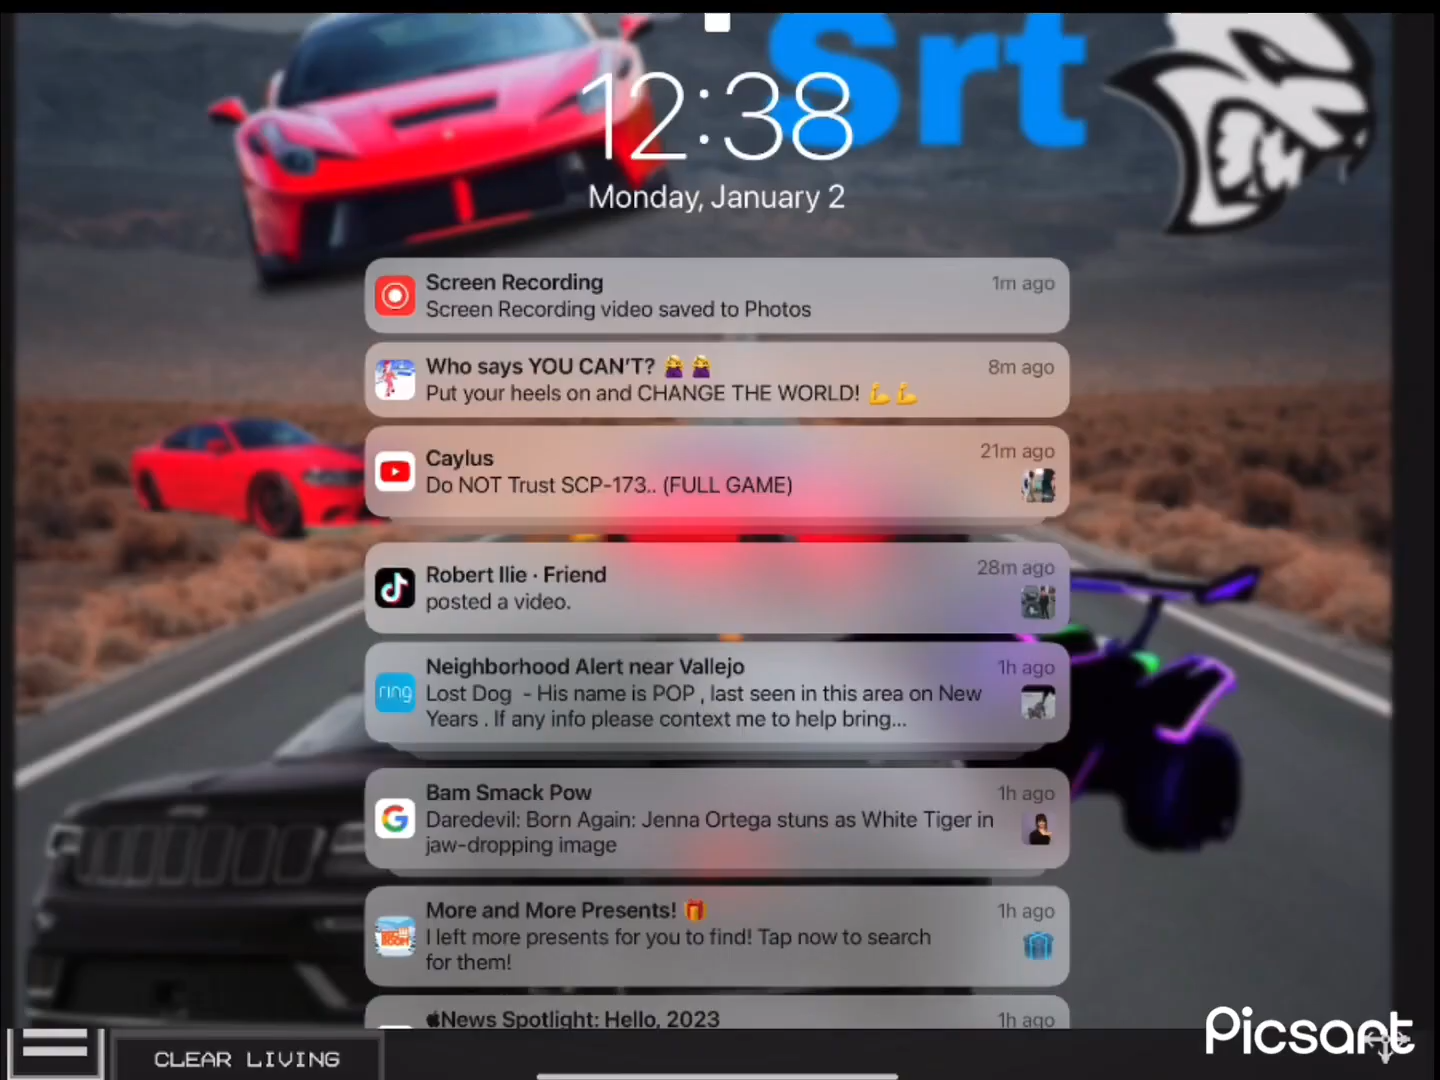 Srt
12:38
Monday, January 2
Screen Recording
1m ago
Screen Recording video saved to Photos
Who says YOU CAN'T? 🙇‍♀️ 🙇‍♀️
8m ago
Put your heels on and CHANGE THE WORLD! 💪 💪
Caylus
21m ago
Do NOT Trust SCP-173.. (FULL GAME)
Robert Ilie · Friend
28m ago
posted a video.
Neighborhood Alert near Vallejo
1h ago
ring
Lost Dog - His name is POP , last seen in this area on New
Years . If any info please context me to help bring...
Bam Smack Pow
1h ago
Daredevil: Born Again: Jenna Ortega stuns as White Tiger in
jaw-dropping image
More and More Presents! 🎁
1h ago
I left more presents for you to find! Tap now to search
for them!
News Spotlight: Hello, 2023
1h ago
CLEAR LIVING
Picsart